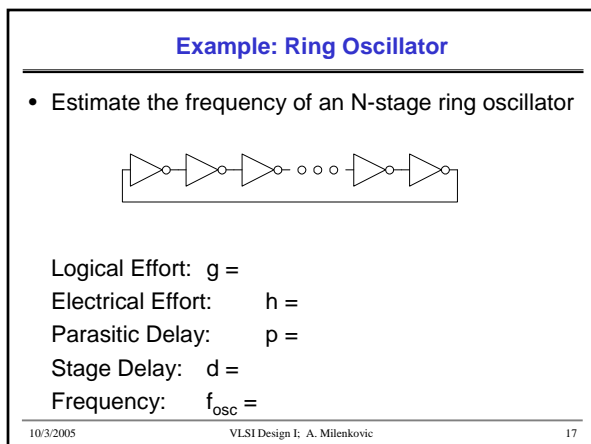 Example: Ring Oscillator
• Estimate the frequency of an N-stage ring oscillator
Logical Effort: g =
Electrical Effort: h =
Parasitic Delay: p =
Stage Delay: d =
Frequency: fosc =
10/3/2005 VLSI Design I; A. Milenkovic 17